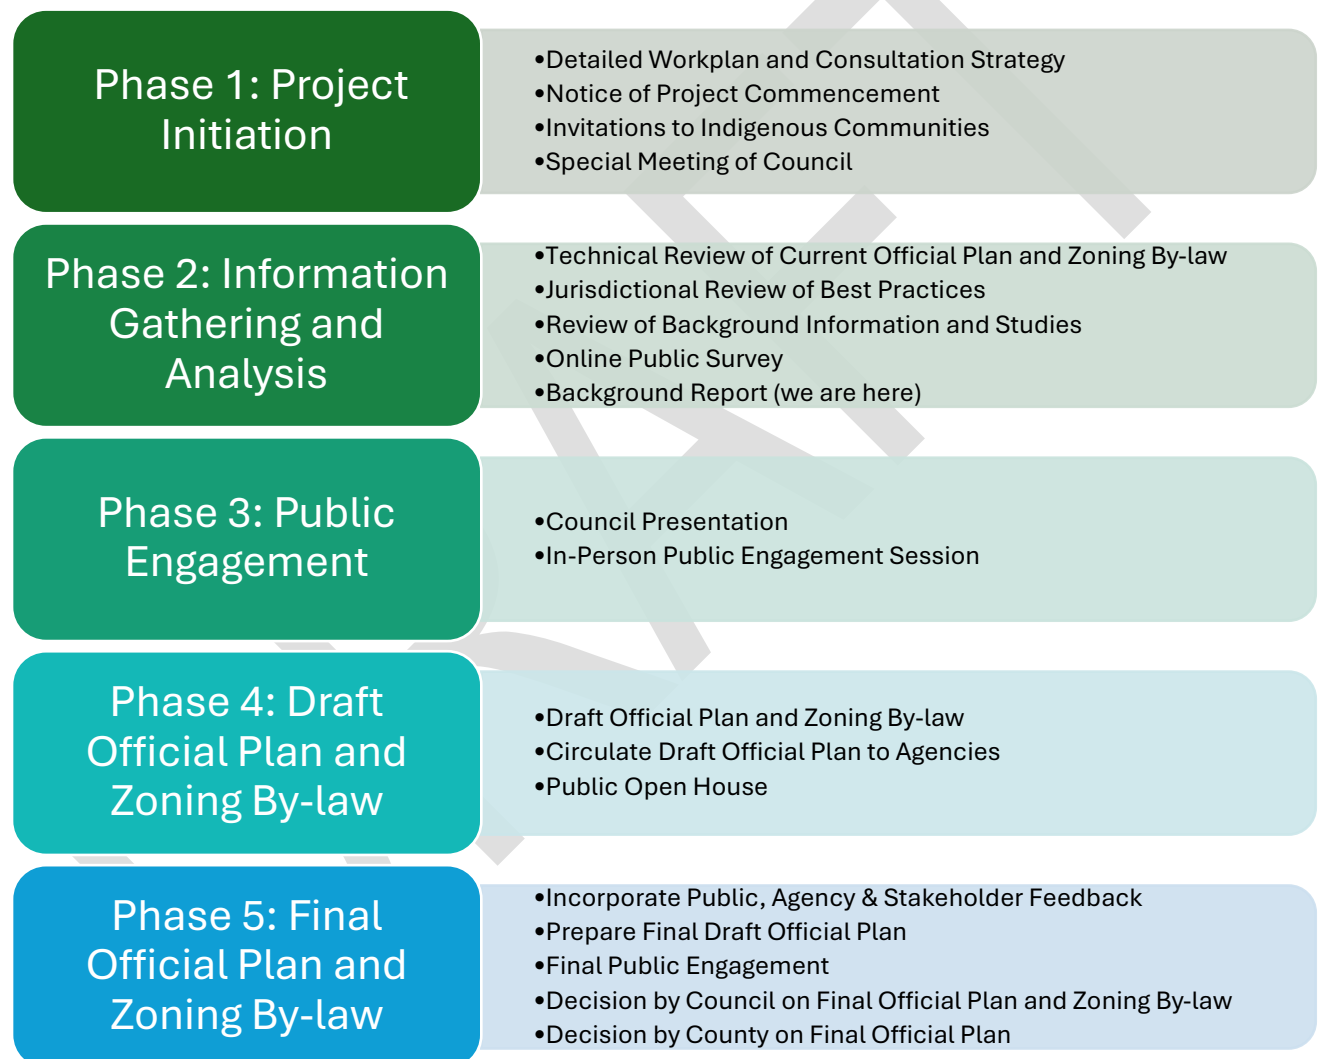 Phase 1: Project
Initiation
•Detailed Workplan and Consultation Strategy
•Notice of Project Commencement
•Invitations to Indigenous Communities
•Special Meeting of Council
Phase 2: Information
Gathering and
Analysis
•Technical Review of Current Official Plan and Zoning By-law
•Jurisdictional Review of Best Practices
•Review of Background Information and Studies
•Online Public Survey
•Background Report (we are here)
Phase 3: Public
Engagement
•Council Presentation
•In-Person Public Engagement Session
Phase 4: Draft
Official Plan and
Zoning By-law
•Draft Official Plan and Zoning By-law
•Circulate Draft Official Plan to Agencies
•Public Open House
Phase 5: Final
Official Plan and
Zoning By-law
•Incorporate Public, Agency & Stakeholder Feedback
•Prepare Final Draft Official Plan
•Final Public Engagement
•Decision by Council on Final Official Plan and Zoning By-law
•Decision by County on Final Official Plan
DRAFT